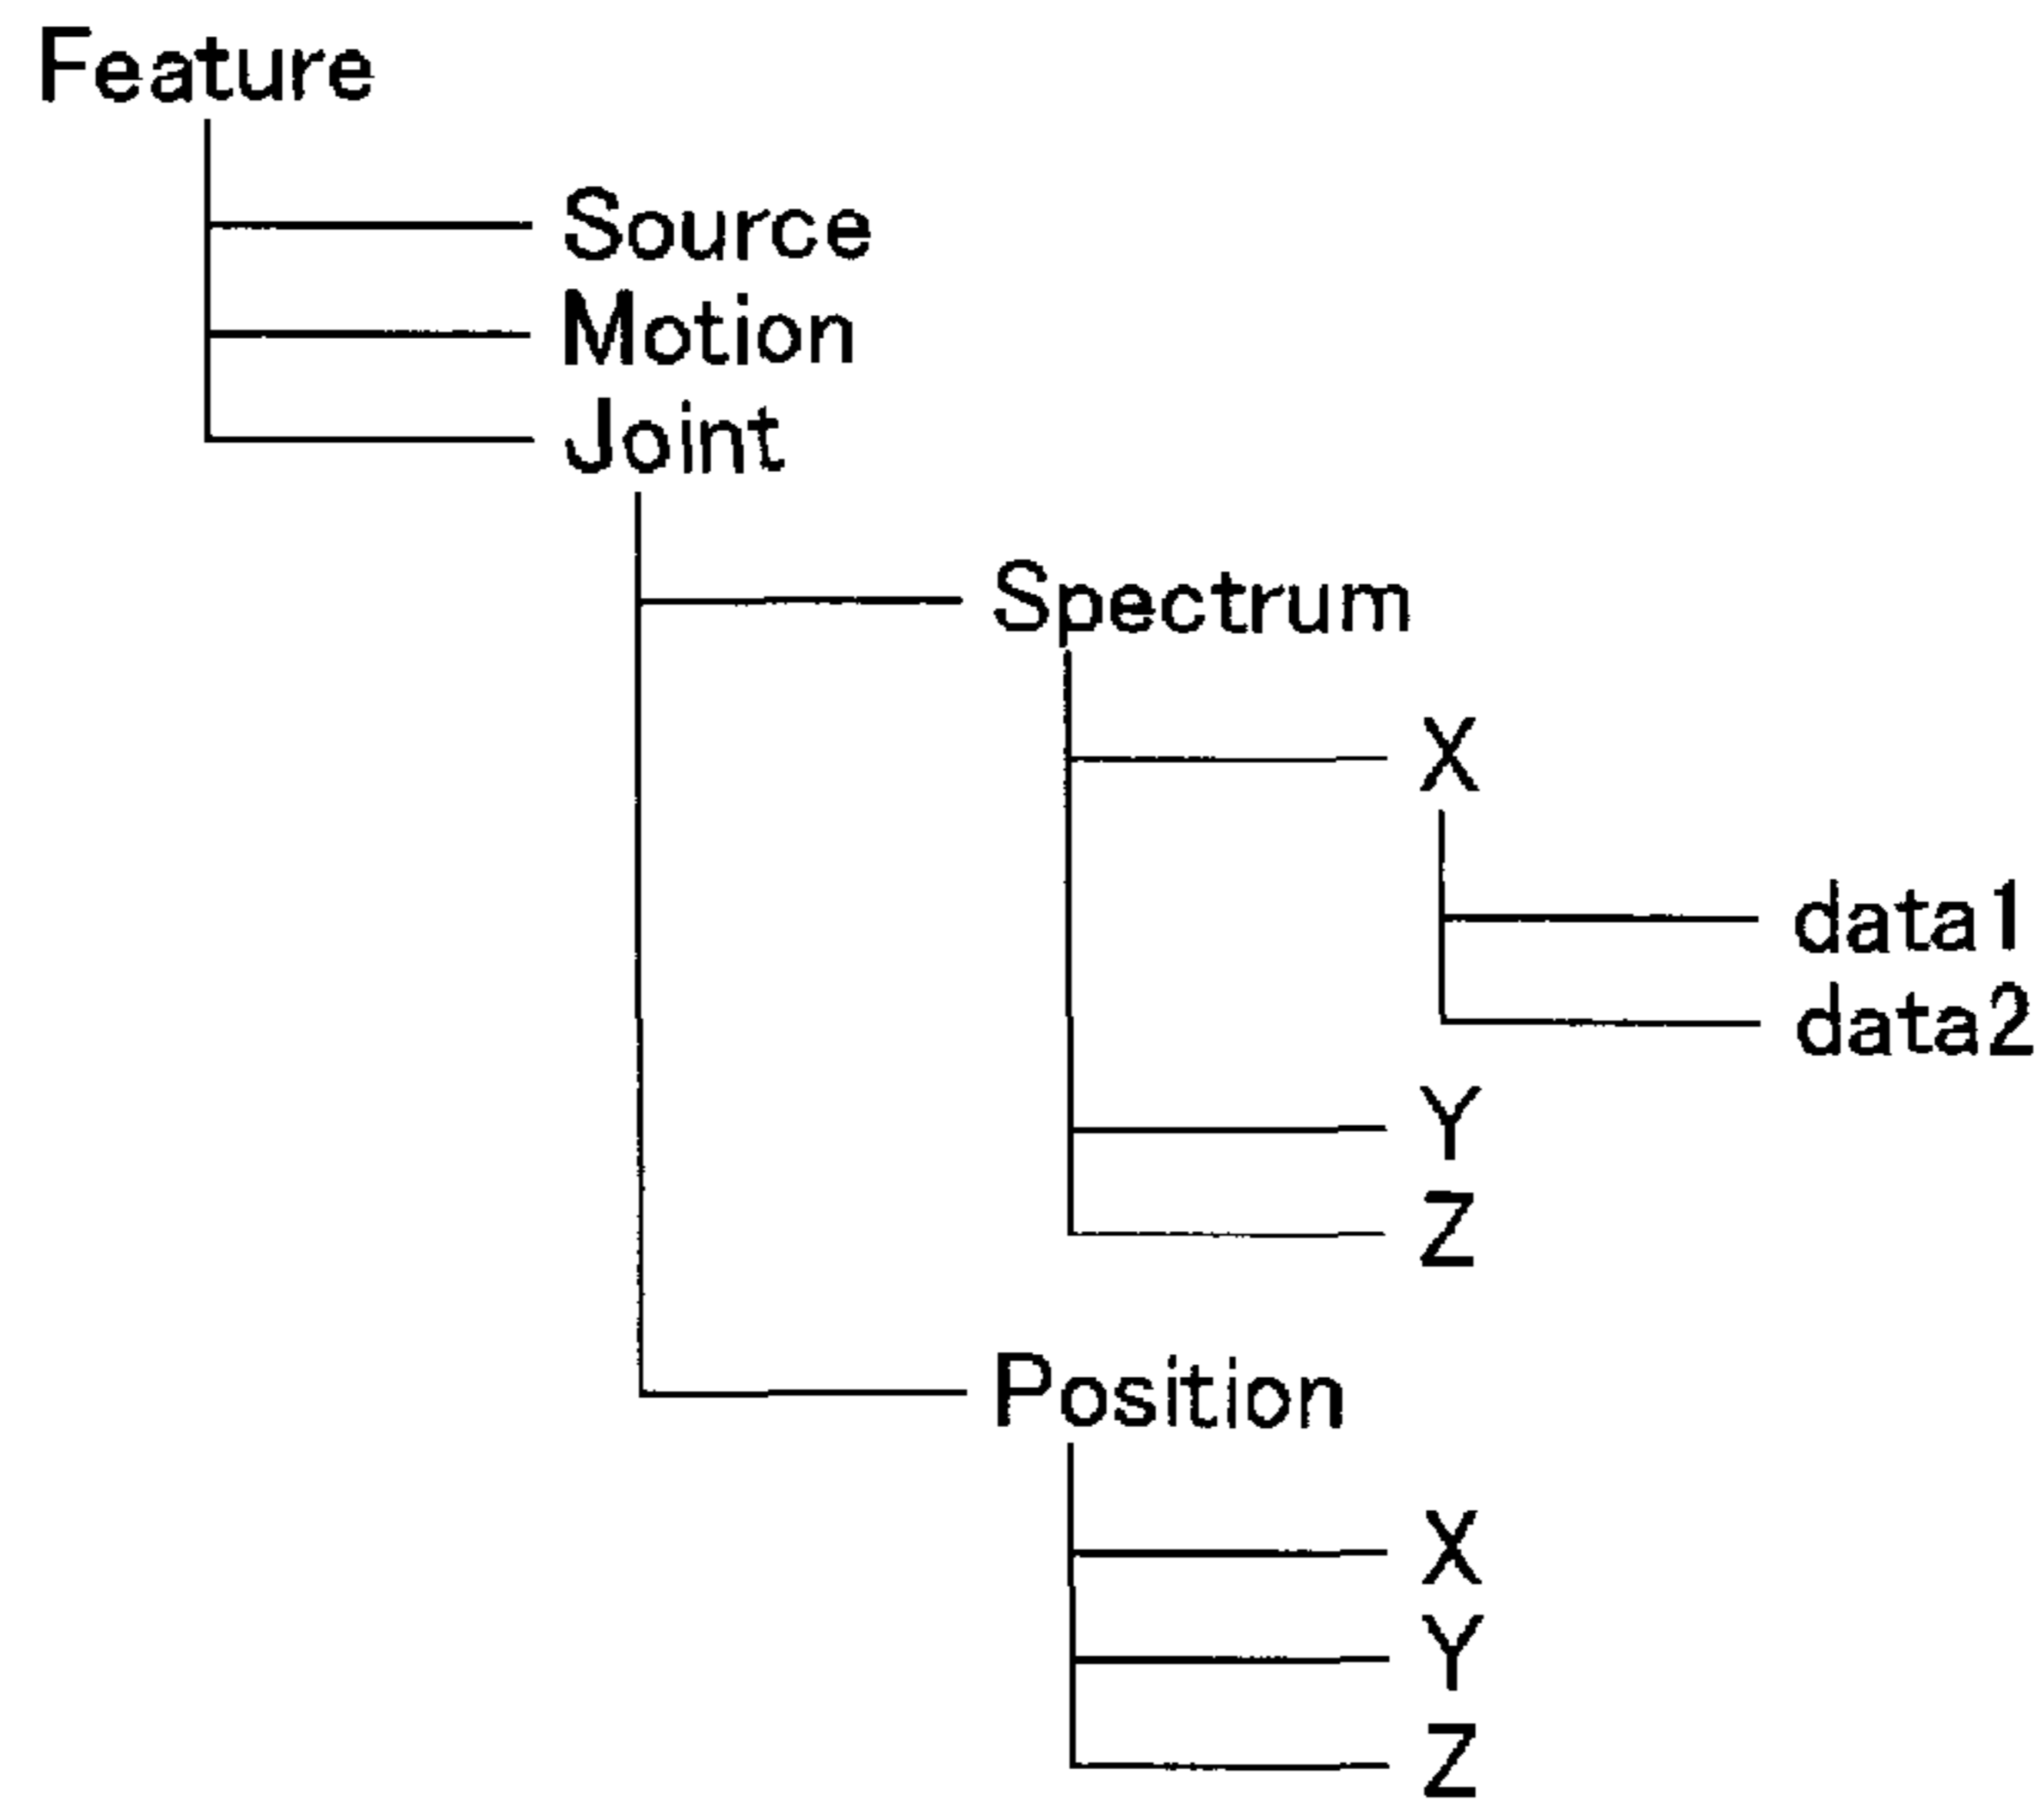 Feature
Source
Motion
Joint
Spectrum
X
data1
data2
Y
Z
Position
X
Y
Z